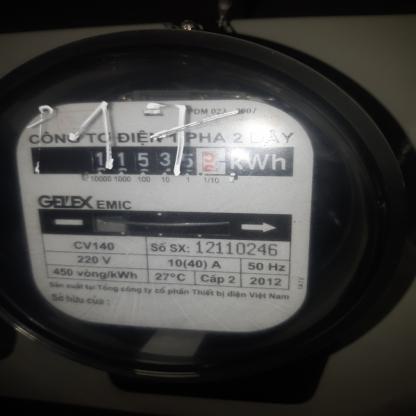 PDM 023 - 2007
CÔNG TƠ ĐIỆN 1 PHA 2 DÂY
11535 kWh
10000 1000 100 10 1 1/10
GELEX EMIC
CV140 Số SX: 12110246
220 V 10(40) A 50 Hz
450 vòng/kWh 27°C Cấp 2 2012
Sản xuất tại: Tổng công ty cổ phần Thiết bị điện Việt Nam
Sở hữu của :